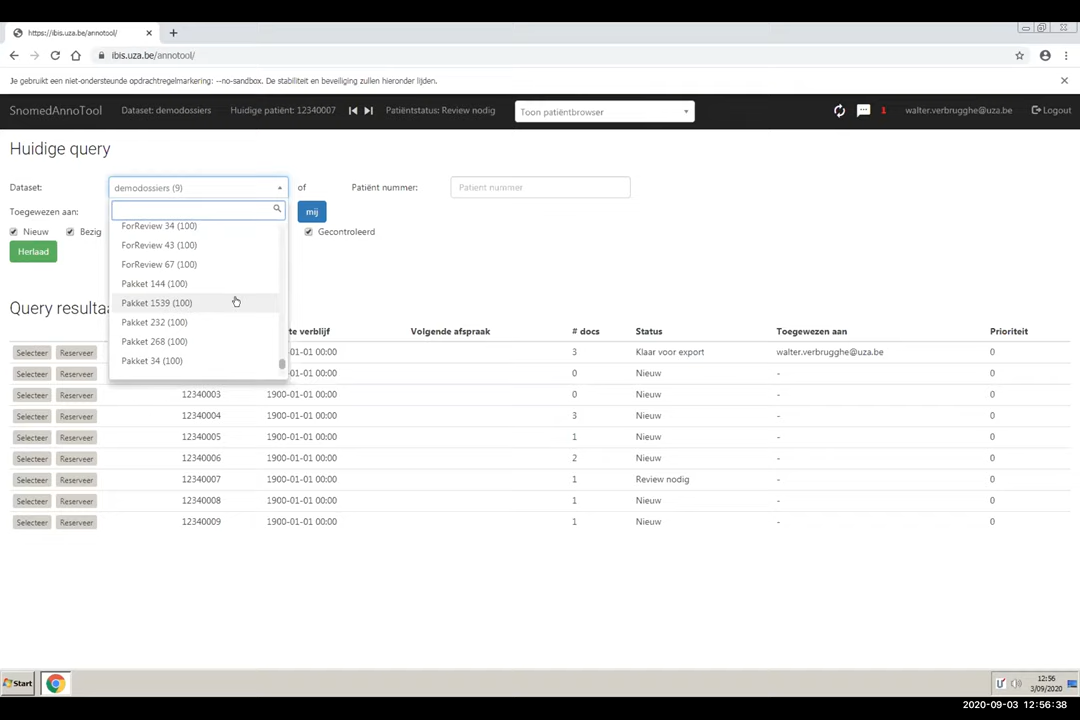 https://ibis.uza.be/annotool/
ibis.uza.be/annotool/
Je gebruikt een niet-ondersteunde opdrachtregelmarkering: --no-sandbox. De stabiliteit en beveiliging zullen hieronder lijden.
SnomedAnnoTool Dataset: demodossiers Huidige patiënt: 12340007 Patiëntstatus: Review nodig Toon patiëntbrowser 1 walter.verbrugghe@uza.be Logout
Huidige query
Dataset: demodossiers (9) of Patiënt nummer: Patient nummer
Toegewezen aan: mij
Nieuw Bezig Gecontroleerd
Herlaad
ForReview 34 (100)
ForReview 43 (100)
ForReview 67 (100)
Pakket 144 (100)
Pakket 1539 (100)
Pakket 232 (100)
Pakket 268 (100)
Pakket 34 (100)
Query resulta
te verblijf Volgende afspraak # docs Status Toegewezen aan Prioriteit
Selecteer Reserveer 1900-01-01 00:00 3 Klaar voor export walter.verbrugghe@uza.be 0
Selecteer Reserveer 1900-01-01 00:00 0 Nieuw - 0
Selecteer Reserveer 12340003 1900-01-01 00:00 0 Nieuw - 0
Selecteer Reserveer 12340004 1900-01-01 00:00 3 Nieuw - 0
Selecteer Reserveer 12340005 1900-01-01 00:00 1 Nieuw - 0
Selecteer Reserveer 12340006 1900-01-01 00:00 2 Nieuw - 0
Selecteer Reserveer 12340007 1900-01-01 00:00 1 Review nodig - 0
Selecteer Reserveer 12340008 1900-01-01 00:00 1 Nieuw - 0
Selecteer Reserveer 12340009 1900-01-01 00:00 1 Nieuw - 0
Start
12:56
3/09/2020
2020-09-03 12:56:38